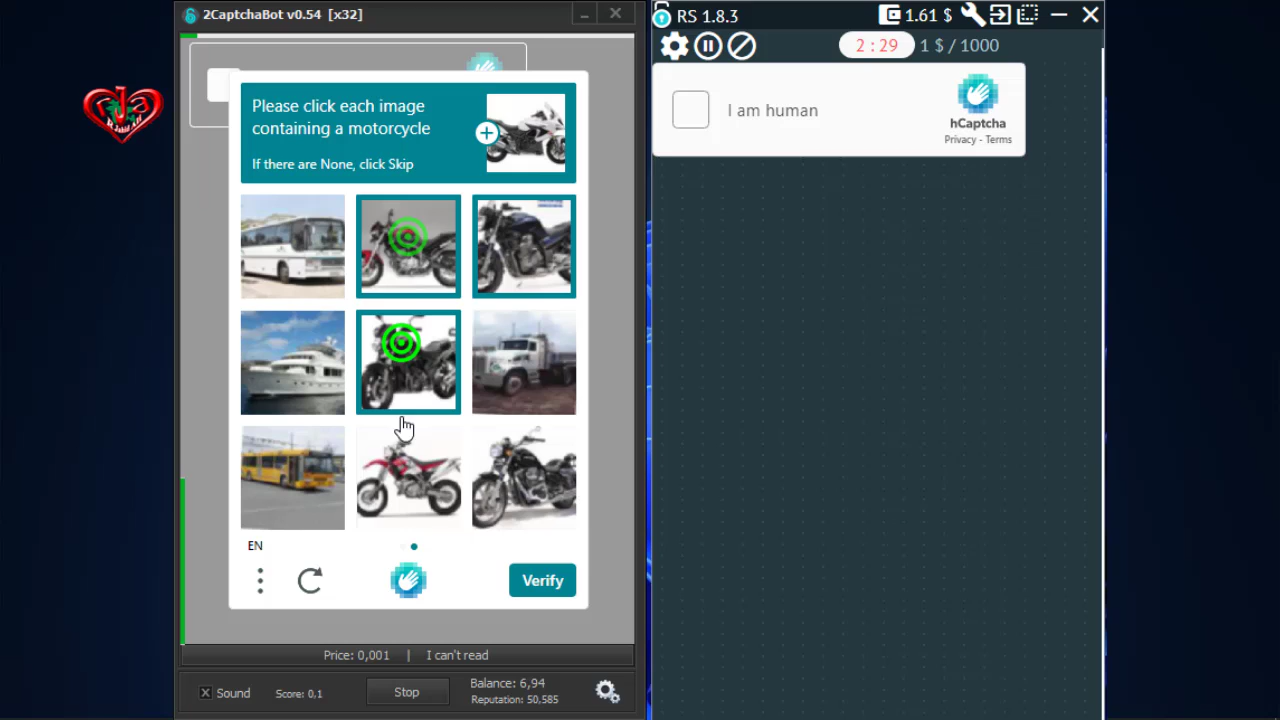 2CaptchaBot v0.54 [x32]
Please click each image
containing a motorcycle
If there are None, click Skip
EN
Verify
Price: 0,001 | I can't read
Sound
Score: 0,1
Stop
Balance: 6,94
Reputation: 50,585
RS 1.8.3
1.61 $
2 : 29
1 $ / 1000
I am human
hCaptcha
Privacy - Terms